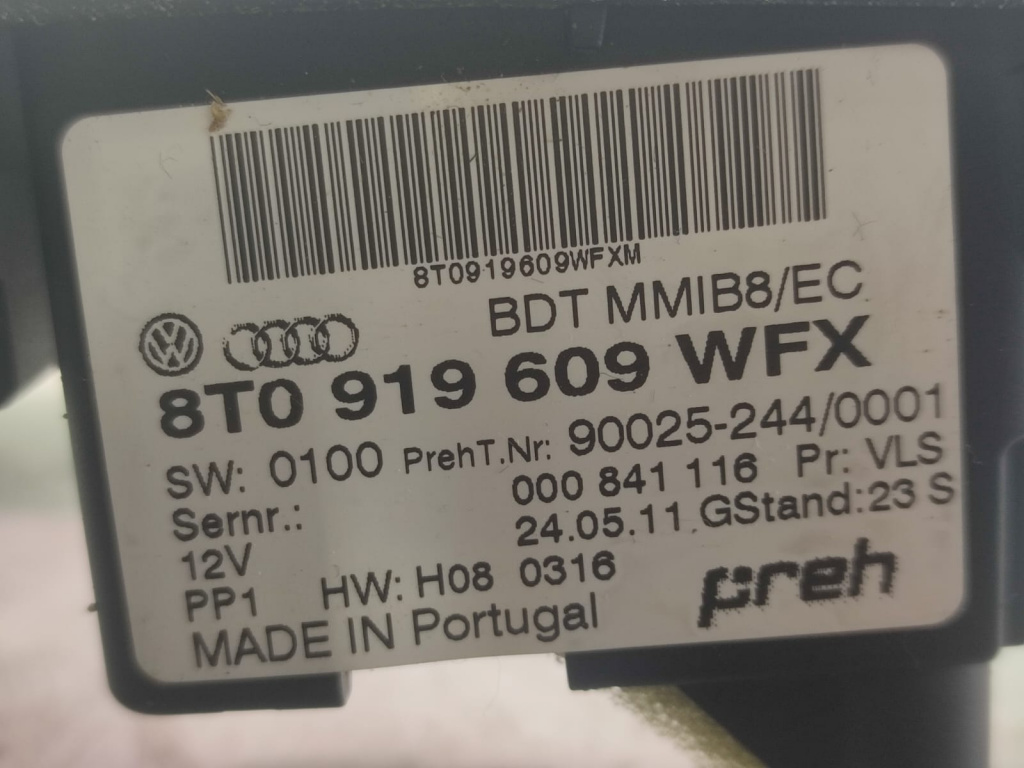 8T0919609WFXM
BDT MMIB8/EC
8T0 919 609 WFX
SW: 0100 PrehT.Nr: 90025-244/0001
Sernr.: 000 841 116 Pr: VLS
12V 24.05.11 GStand:23 S
PP1 HW: H08 0316
MADE IN Portugal
preh